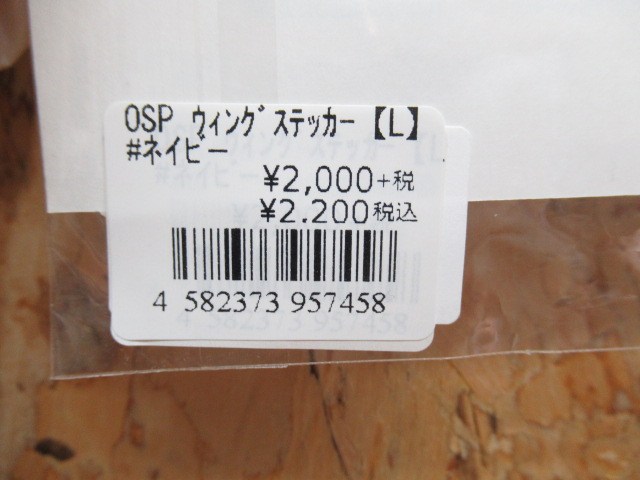 OSP ｳｨﾝｸﾞｽﾃｯｶｰ【L】
#ネイビー
¥2,000+税
¥2.200税込
4 582373 957458